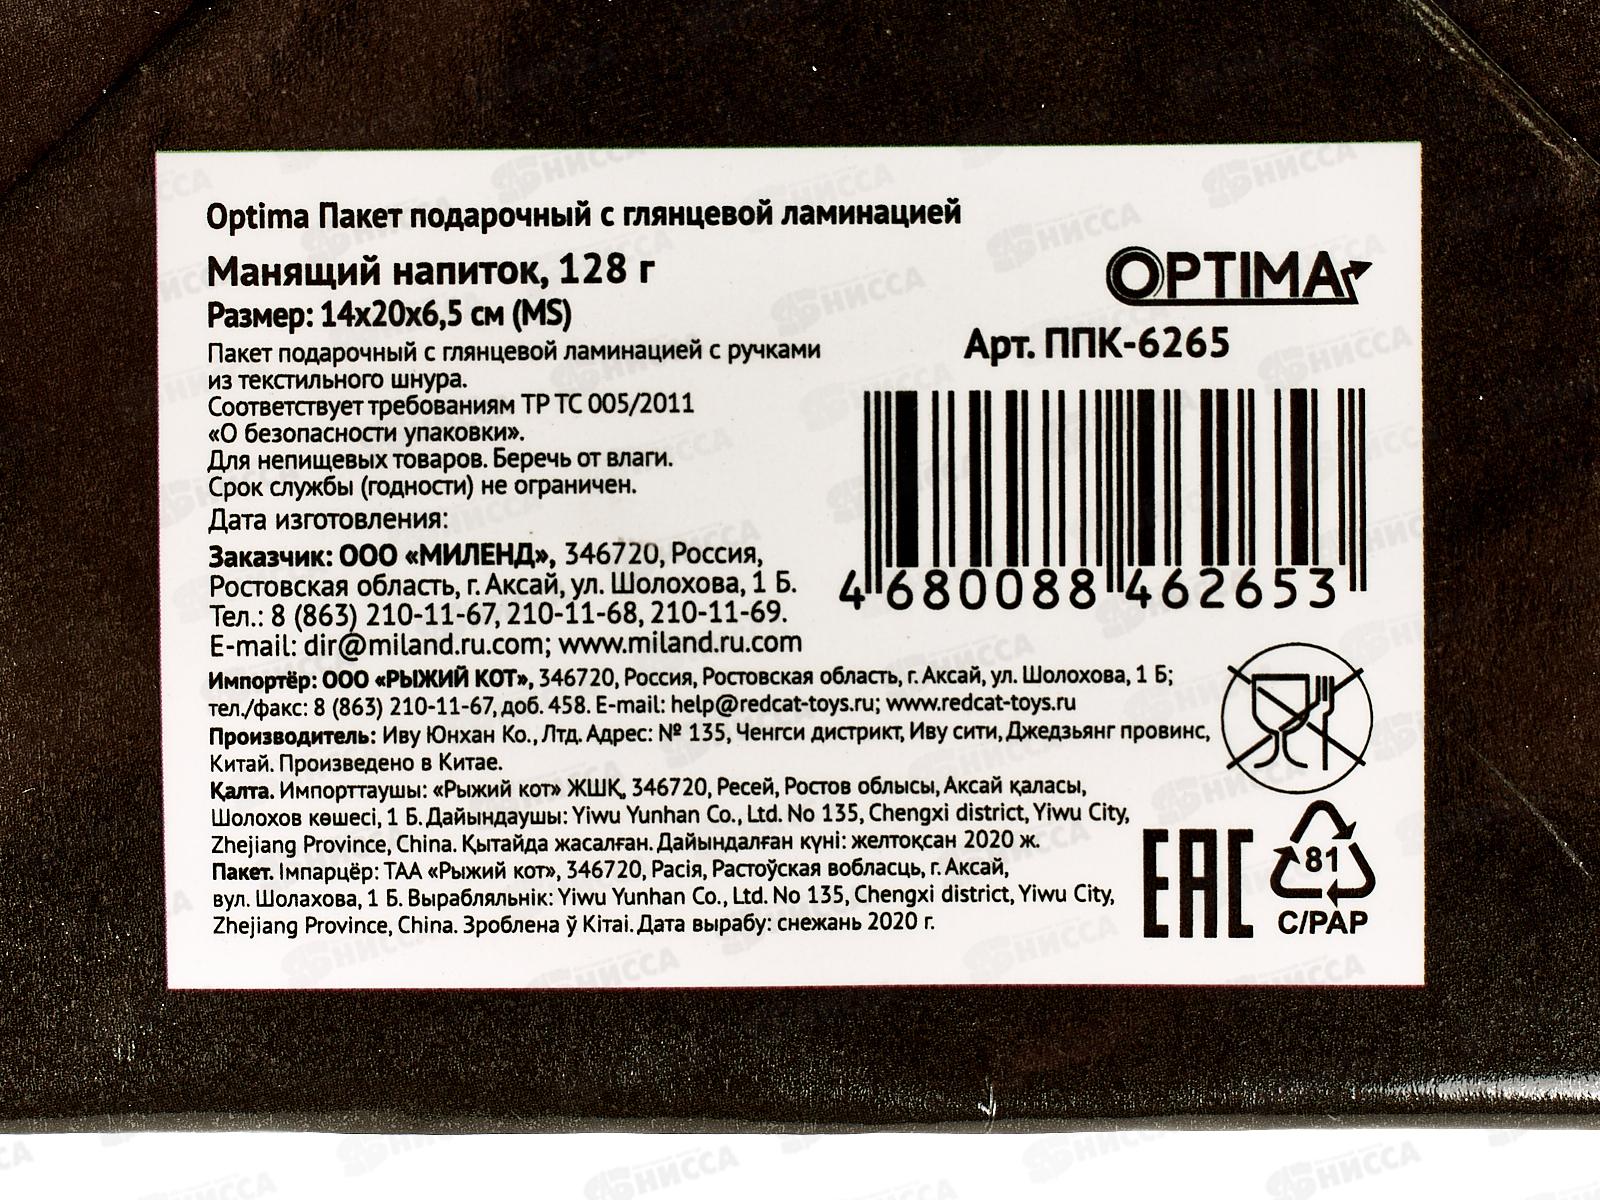 Optima Пакет подарочный с глянцевой ламинацией
Манящий напиток, 128 г
Размер: 14х20х6,5 см (MS)
Пакет подарочный с глянцевой ламинацией с ручками
из текстильного шнура.
Соответствует требованиям ТР ТС 005/2011
«О безопасности упаковки».
Для непищевых товаров. Беречь от влаги.
Срок службы (годности) не ограничен.
Дата изготовления:
Заказчик: ООО «МИЛЕНД», 346720, Россия,
Ростовская область, г. Аксай, ул. Шолохова, 1 Б.
Тел.: 8 (863) 210-11-67, 210-11-68, 210-11-69.
E-mail: dir@miland.ru.com; www.miland.ru.com
OPTIMA
Арт. ППК-6265
4 680088 462653
Импортёр: ООО «РЫЖИЙ КОТ», 346720, Россия, Ростовская область, г. Аксай, ул. Шолохова, 1 Б;
тел./факс: 8 (863) 210-11-67, доб. 458. E-mail: help@redcat-toys.ru; www.redcat-toys.ru
Производитель: Иву Юнхан Ко., Лтд. Адрес: № 135, Ченгси дистрикт, Иву сити, Джедзьянг провинс,
Китай. Произведено в Китае.
Қалта. Импорттаушы: «Рыжий кот» ЖШҚ, 346720, Ресей, Ростов облысы, Аксай қаласы,
Шолохов көшесі, 1 Б. Дайындаушы: Yiwu Yunhan Co., Ltd. No 135, Chengxi district, Yiwu City,
Zhejiang Province, China. Қытайда жасалған. Дайындалған күні: желтоқсан 2020 ж.
Пакет. Імпарцёр: ТАА «Рыжий кот», 346720, Расія, Растоўская вобласць, г. Аксай,
вул. Шолахава, 1 Б. Вырабляльнік: Yiwu Yunhan Co., Ltd. No 135, Chengxi district, Yiwu City,
Zhejiang Province, China. Зроблена ў Кітаі. Дата вырабу: снежань 2020 г.
EAC
81
C/PAP
НИССА